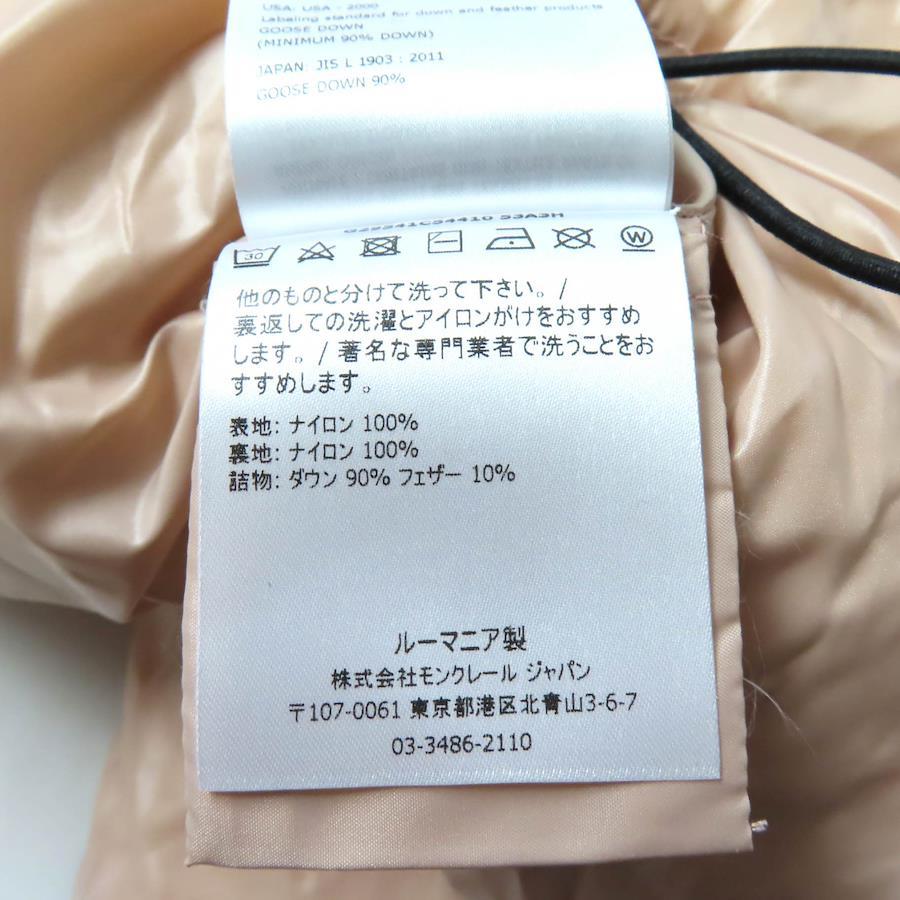 USA: USA - 2000
Labeling standard for down and feather products
GOOSE DOWN
(MINIMUM 90% DOWN)
JAPAN: JIS L 1903 : 2011
GOOSE DOWN 90%
G29341C54410 53A3H
30 W
他のものと分けて洗って下さい。/
裏返しての洗濯とアイロンがけをおすすめ
します。/ 著名な専門業者で洗うことをお
すすめします。
表地: ナイロン 100%
裏地: ナイロン 100%
詰物: ダウン 90% フェザー 10%
ルーマニア製
株式会社モンクレール ジャパン
〒107-0061 東京都港区北青山3-6-7
03-3486-2110